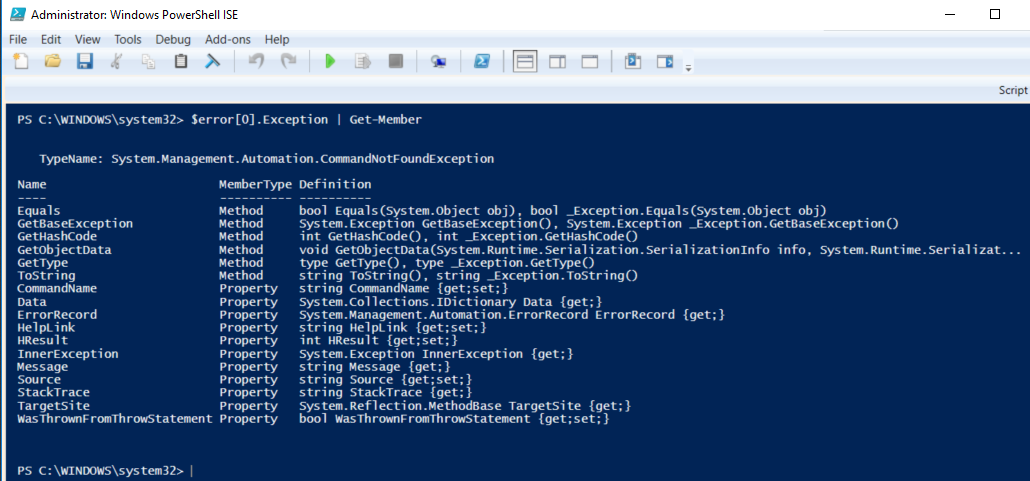 Administrator: Windows PowerShell ISE
File Edit View Tools Debug Add-ons Help
Script
PS C:\WINDOWS\system32> $error[0].Exception | Get-Member
TypeName: System.Management.Automation.CommandNotFoundException
Name MemberType Definition
---- ---------- ----------
Equals Method bool Equals(System.Object obj), bool _Exception.Equals(System.Object obj)
GetBaseException Method System.Exception GetBaseException(), System.Exception _Exception.GetBaseException()
GetHashCode Method int GetHashCode(), int _Exception.GetHashCode()
GetObjectData Method void GetObjectData(System.Runtime.Serialization.SerializationInfo info, System.Runtime.Serializat...
GetType Method type GetType(), type _Exception.GetType()
ToString Method string ToString(), string _Exception.ToString()
CommandName Property string CommandName {get;set;}
Data Property System.Collections.IDictionary Data {get;}
ErrorRecord Property System.Management.Automation.ErrorRecord ErrorRecord {get;}
HelpLink Property string HelpLink {get;set;}
HResult Property int HResult {get;set;}
InnerException Property System.Exception InnerException {get;}
Message Property string Message {get;}
Source Property string Source {get;set;}
StackTrace Property string StackTrace {get;}
TargetSite Property System.Reflection.MethodBase TargetSite {get;}
WasThrownFromThrowStatement Property bool WasThrownFromThrowStatement {get;set;}
PS C:\WINDOWS\system32>